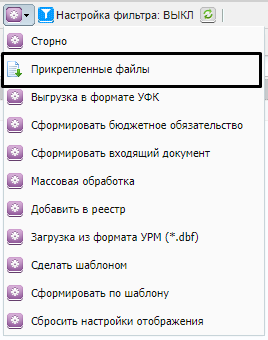 Настройка фильтра: ВЫКЛ
Сторно
Прикрепленные файлы
Выгрузка в формате УФК
Сформировать бюджетное обязательство
Сформировать входящий документ
Массовая обработка
Добавить в реестр
Загрузка из формата УРМ (*.dbf)
Сделать шаблоном
Сформировать по шаблону
Сбросить настройки отображения